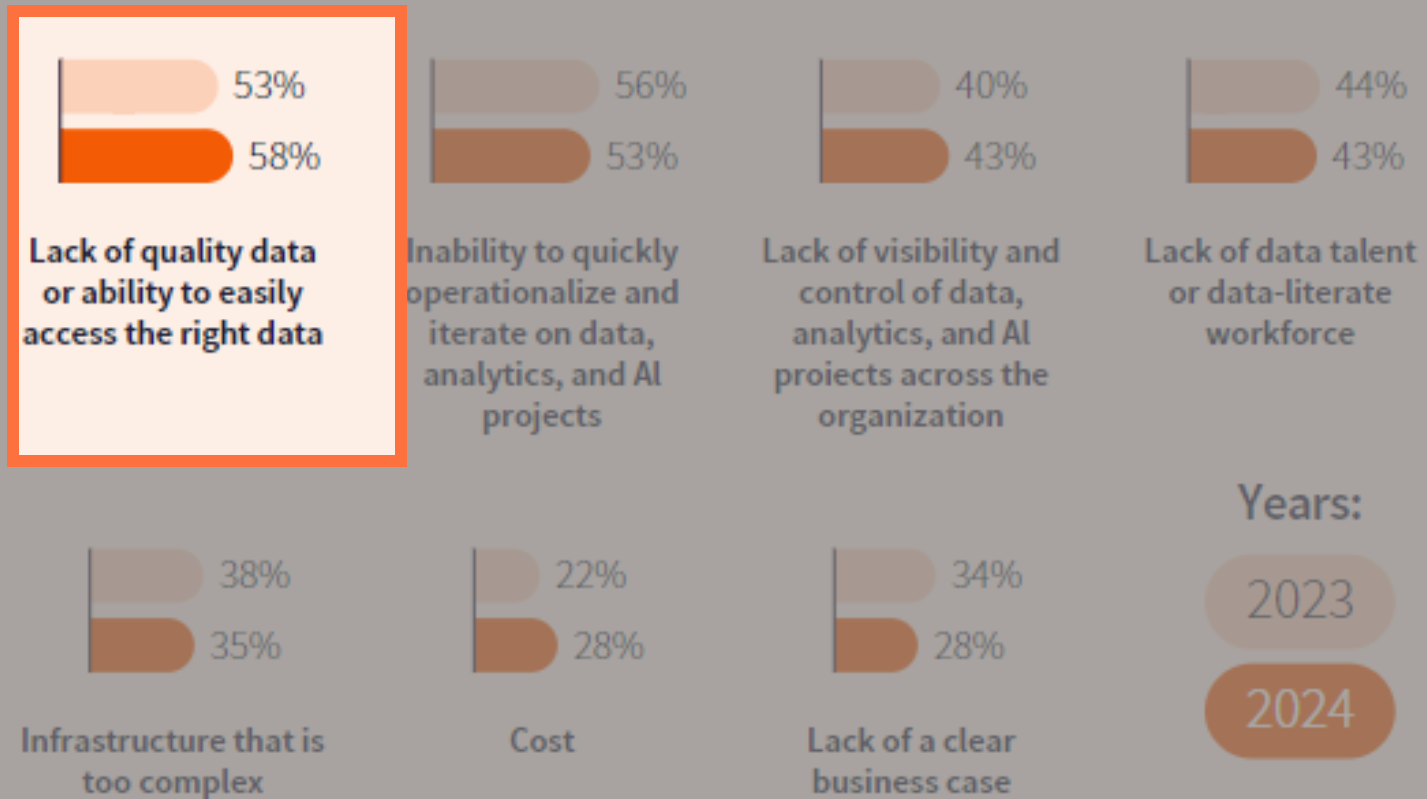 53%
58%
Lack of quality data
or ability to easily
access the right data
56%
53%
Inability to quickly
operationalize and
iterate on data,
analytics, and AI
projects
40%
43%
Lack of visibility and
control of data,
analytics, and AI
proiects across the
organization
44%
43%
Lack of data talent
or data-literate
workforce
38%
35%
Infrastructure that is
too complex
22%
28%
Cost
34%
28%
Lack of a clear
business case
Years:
2023
2024